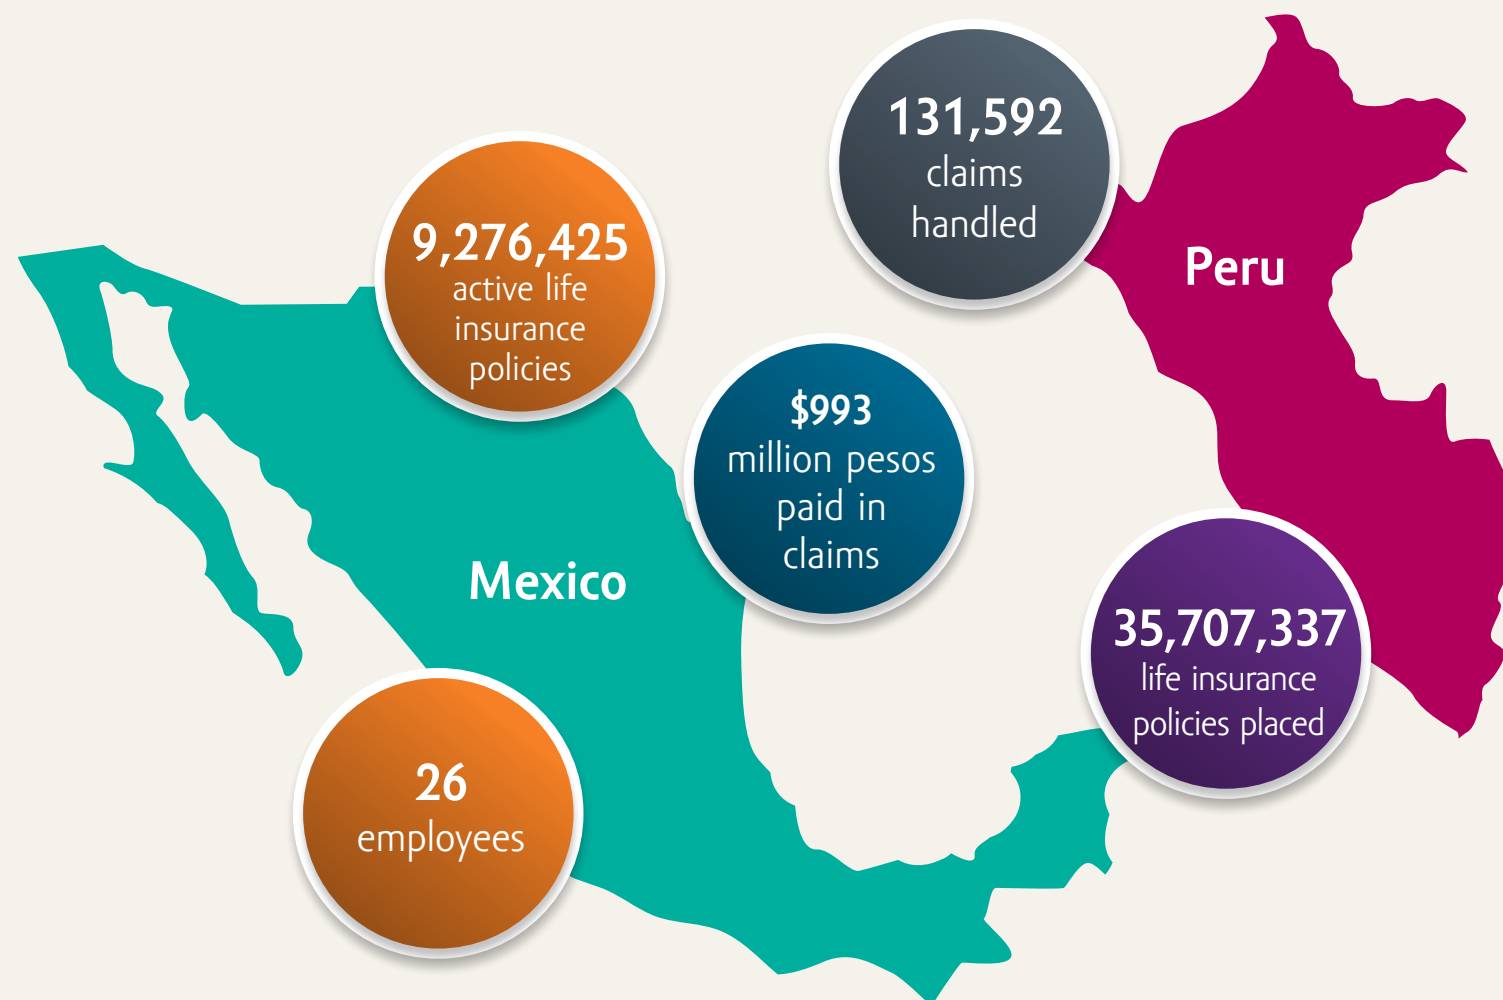 131,592
claims
handled
9,276,425
active life
insurance
policies
Peru
$993
million pesos
paid in
claims
Mexico
35,707,337
life insurance
policies placed
26
employees